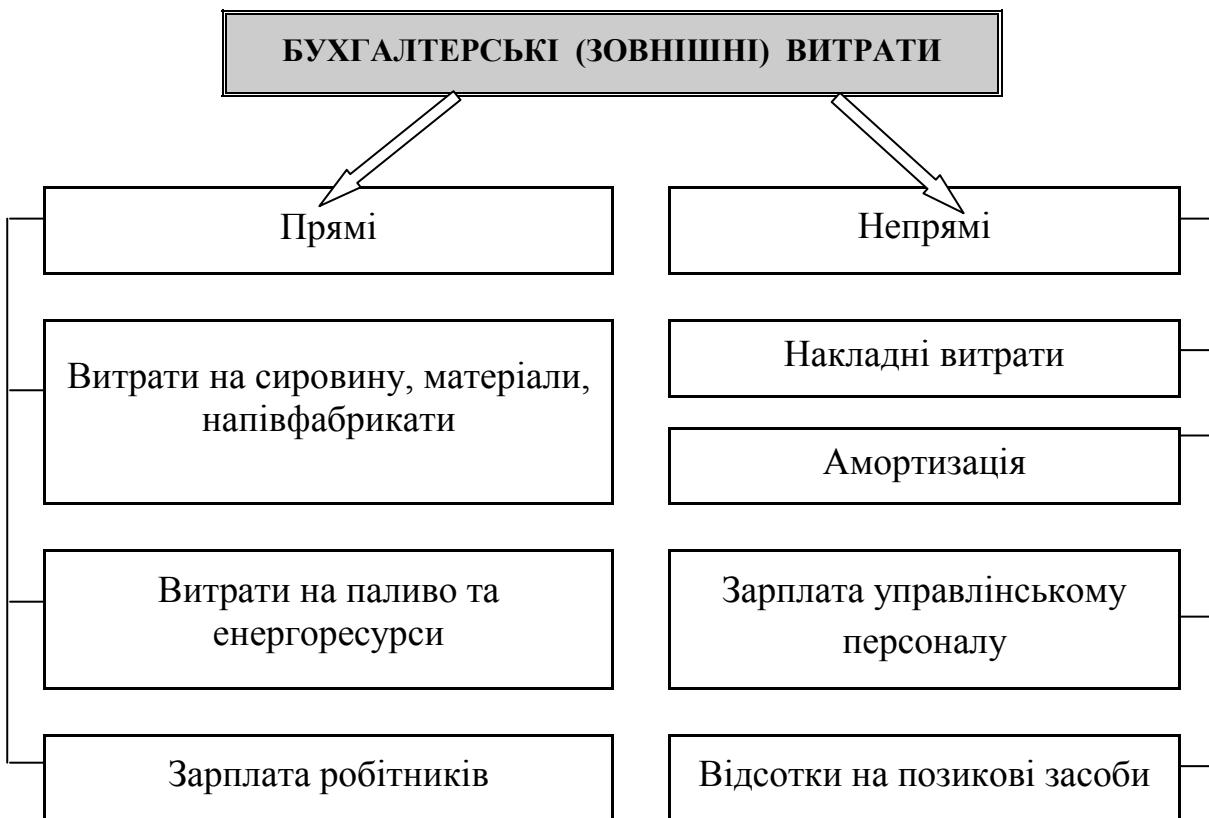 БУХГАЛТЕРСЬКІ (ЗОВНІШНІ) ВИТРАТИ
Прямі
Витрати на сировину, матеріали,
напівфабрикати
Витрати на паливо та
енергоресурси
Зарплата робітників
Непрямі
Накладні витрати
Амортизація
Зарплата управлінському
персоналу
Відсотки на позикові засоби